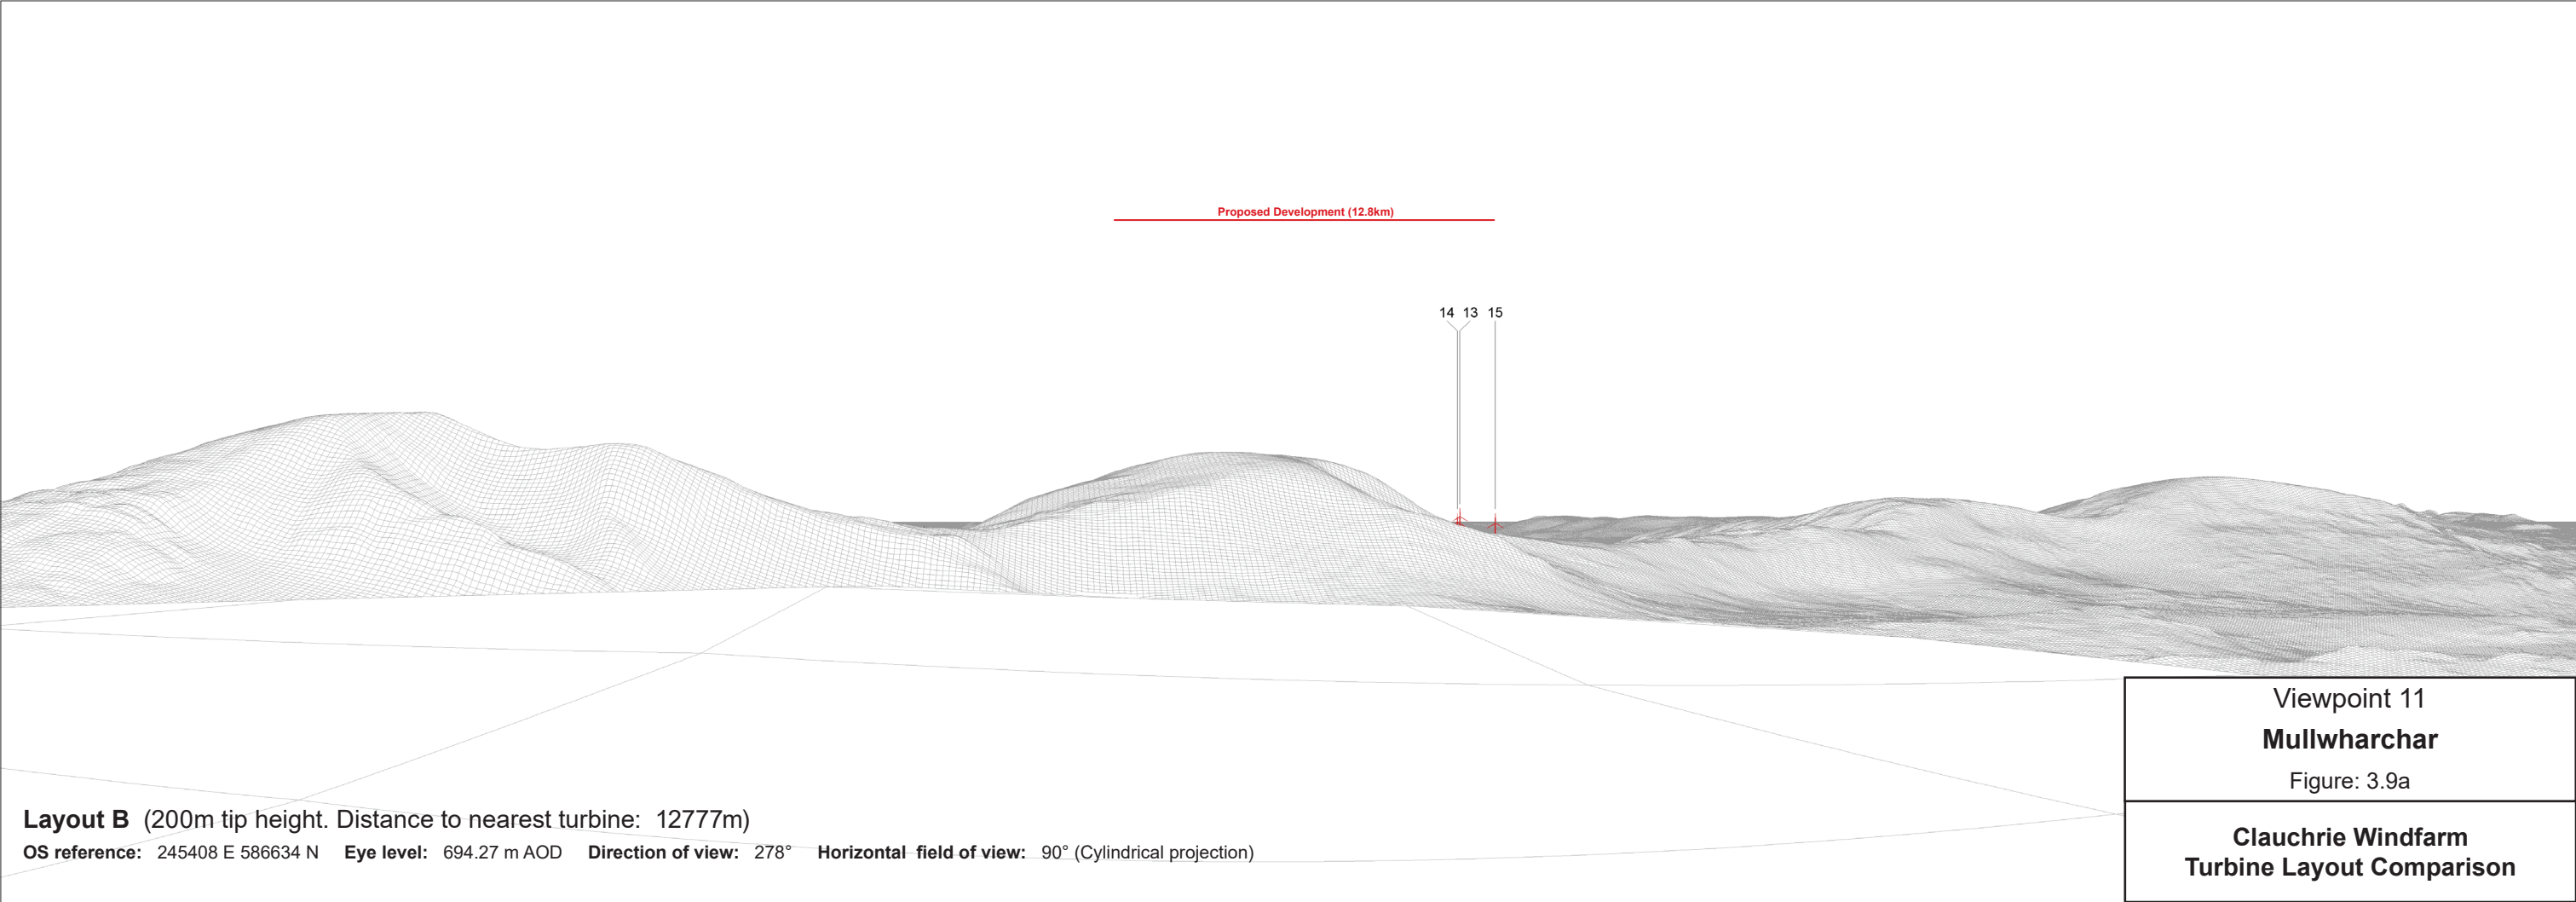 Proposed Development (12.8km)
14 13 15
Viewpoint 11
Mullwharchar
Figure: 3.9a
Layout B (200m tip height. Distance to nearest turbine: 12777m)
OS reference: 245408 E 586634 N Eye level: 694.27 m AOD Direction of view: 278° Horizontal field of view: 90° (Cylindrical projection)
Clauchrie Windfarm
Turbine Layout Comparison